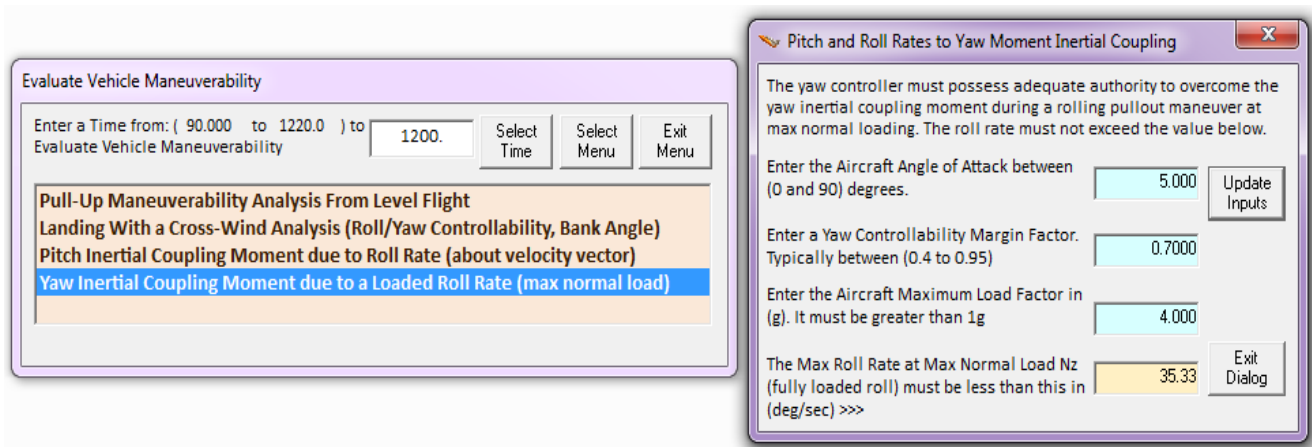 Evaluate Vehicle Maneuverability
Enter a Time from: ( 90.000 to 1220.0 ) to
Evaluate Vehicle Maneuverability
1200.
Select
Time
Select
Menu
Exit
Menu
Pull-Up Maneuverability Analysis From Level Flight
Landing With a Cross-Wind Analysis (Roll/Yaw Controllability, Bank Angle)
Pitch Inertial Coupling Moment due to Roll Rate (about velocity vector)
Yaw Inertial Coupling Moment due to a Loaded Roll Rate (max normal load)
Pitch and Roll Rates to Yaw Moment Inertial Coupling
The yaw controller must possess adequate authority to overcome the
yaw inertial coupling moment during a rolling pullout maneuver at
max normal loading. The roll rate must not exceed the value below.
Enter the Aircraft Angle of Attack between
(0 and 90) degrees.
5.000
Update
Inputs
Enter a Yaw Controllability Margin Factor.
Typically between (0.4 to 0.95)
0.7000
Enter the Aircraft Maximum Load Factor in
(g). It must be greater than 1g
4.000
The Max Roll Rate at Max Normal Load Nz
(fully loaded roll) must be less than this in
(deg/sec) >>>
35.33
Exit
Dialog